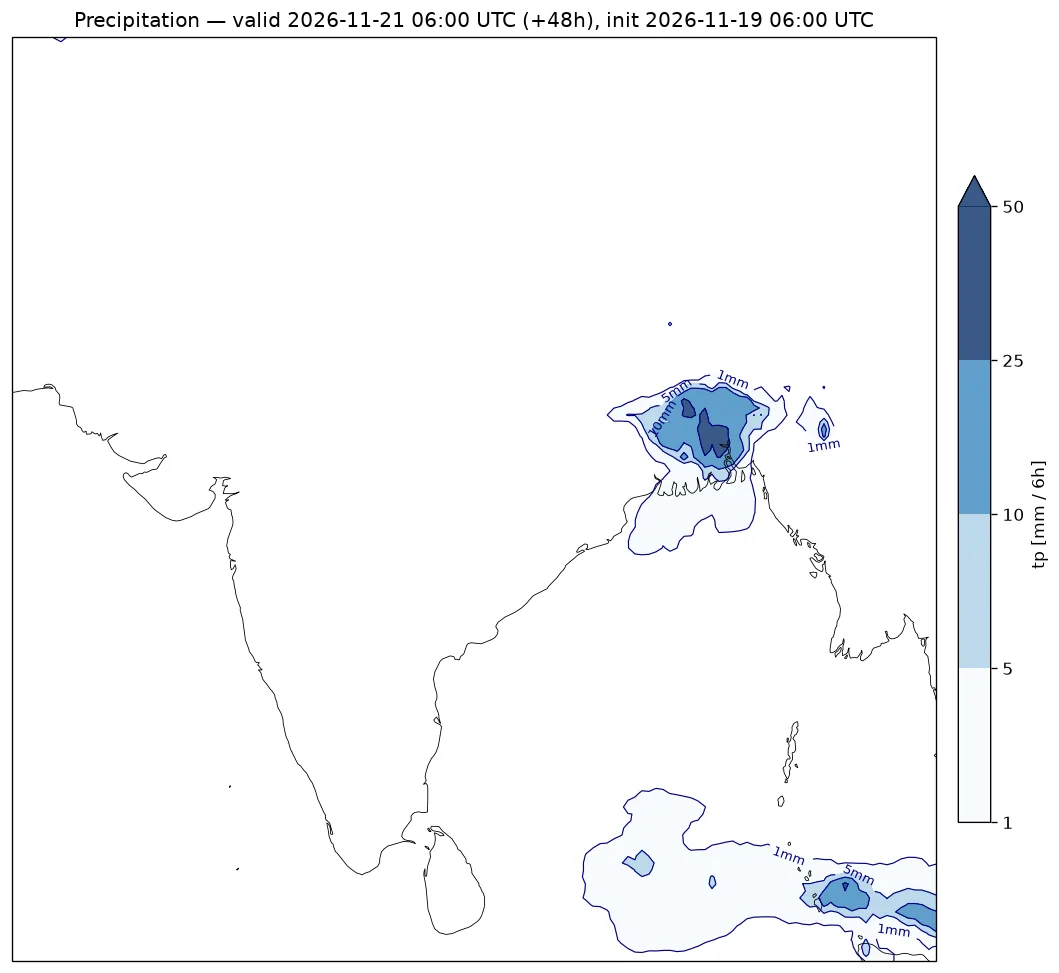 Precipitation — valid 2026-11-21 06:00 UTC (+48h), init 2026-11-19 06:00 UTC
50
25
10
5
1
tp [mm / 6h]
1mm
5mm
10mm
1mm
1mm
5mm
1mm